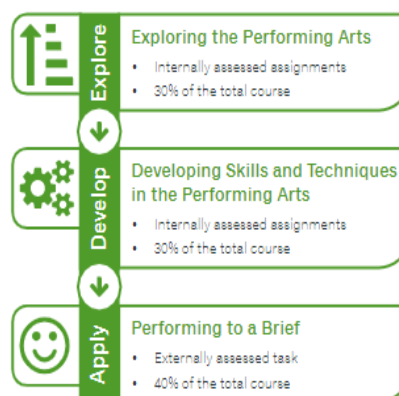 Explore
Exploring the Performing Arts
• Internally assessed assignments
• 30% of the total course
Develop
Developing Skills and Techniques
in the Performing Arts
• Internally assessed assignments
• 30% of the total course
Apply
Performing to a Brief
• Externally assessed task
• 40% of the total course